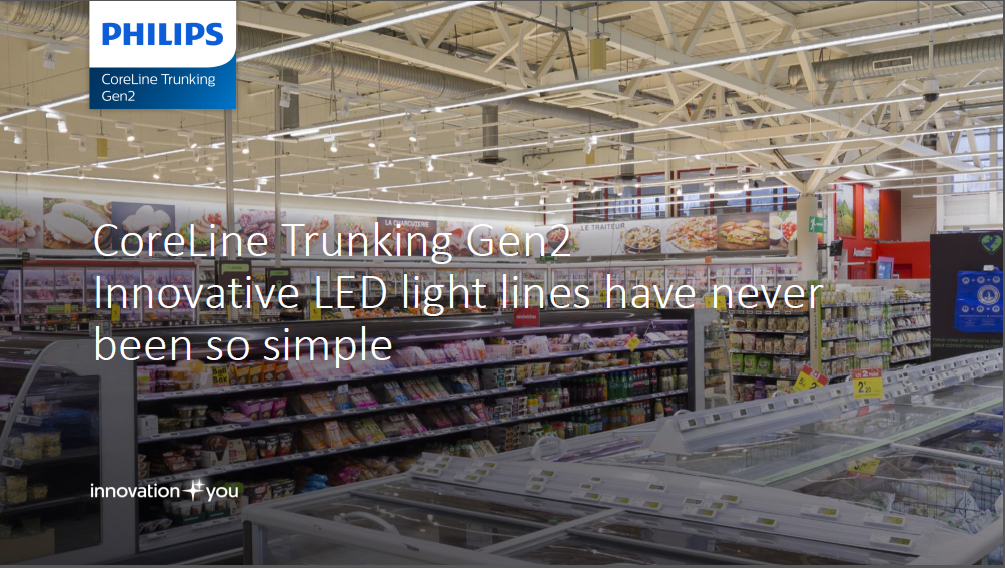 PHILIPS
CoreLine Trunking
Gen2
LA CHARCUTERIE
LE TRAITEUR
CoreLine Trunking Gen2
Innovative LED light lines have never
been so simple
innovation you